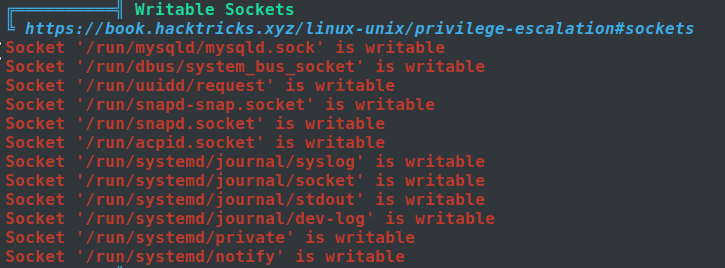 Writable Sockets
https://book.hacktricks.xyz/linux-unix/privilege-escalation#sockets
Socket '/run/mysqld/mysqld.sock' is writable
Socket '/run/dbus/system_bus_socket' is writable
Socket '/run/uuidd/request' is writable
Socket '/run/snapd-snap.socket' is writable
Socket '/run/snapd.socket' is writable
Socket '/run/acpid.socket' is writable
Socket '/run/systemd/journal/syslog' is writable
Socket '/run/systemd/journal/socket' is writable
Socket '/run/systemd/journal/stdout' is writable
Socket '/run/systemd/journal/dev-log' is writable
Socket '/run/systemd/private' is writable
Socket '/run/systemd/notify' is writable